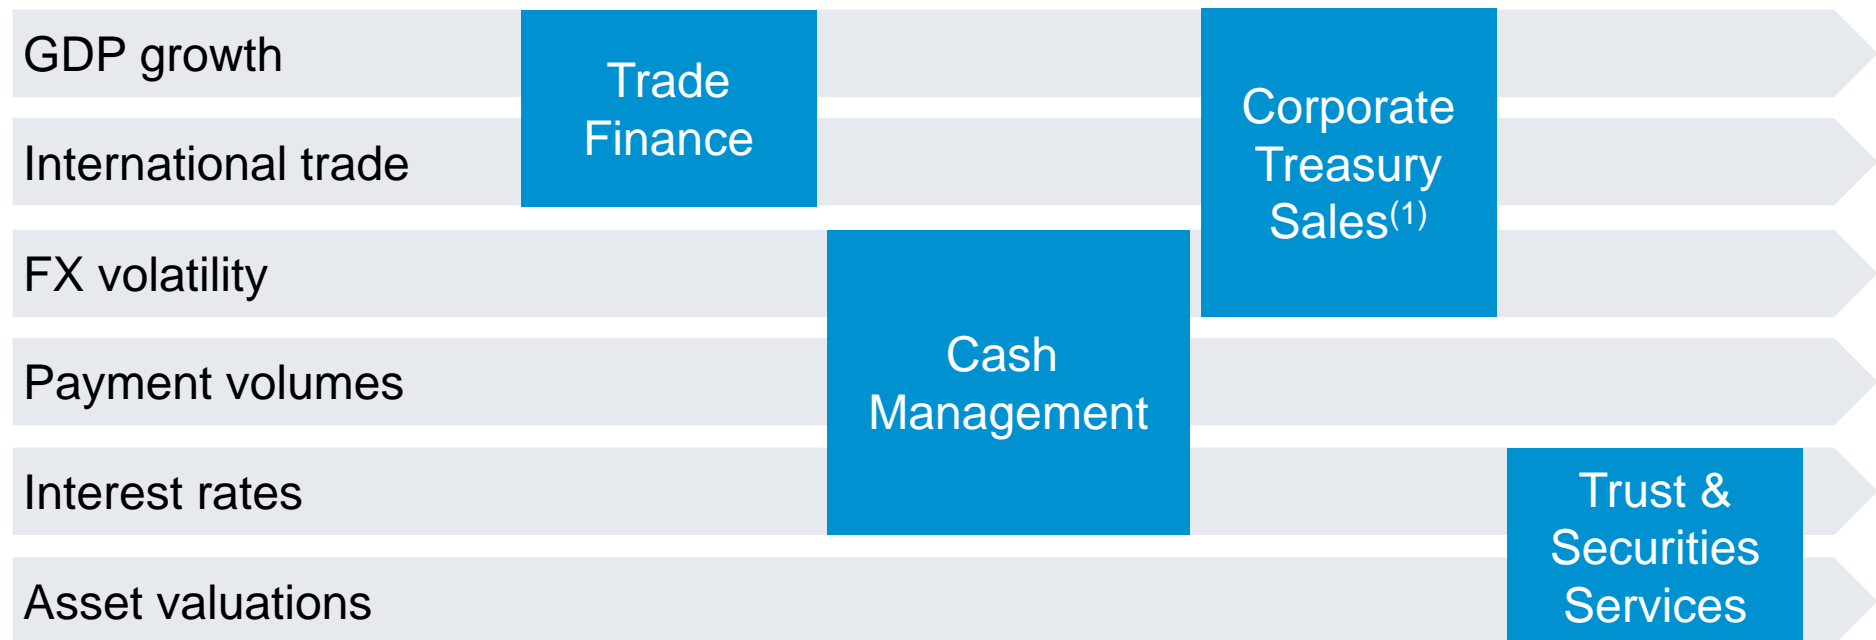 GDP growth
International trade
FX volatility
Payment volumes
Interest rates
Asset valuations
Trade
Finance
Cash
Management
Corporate
Treasury
Sales(1)
Trust &
Securities
Services